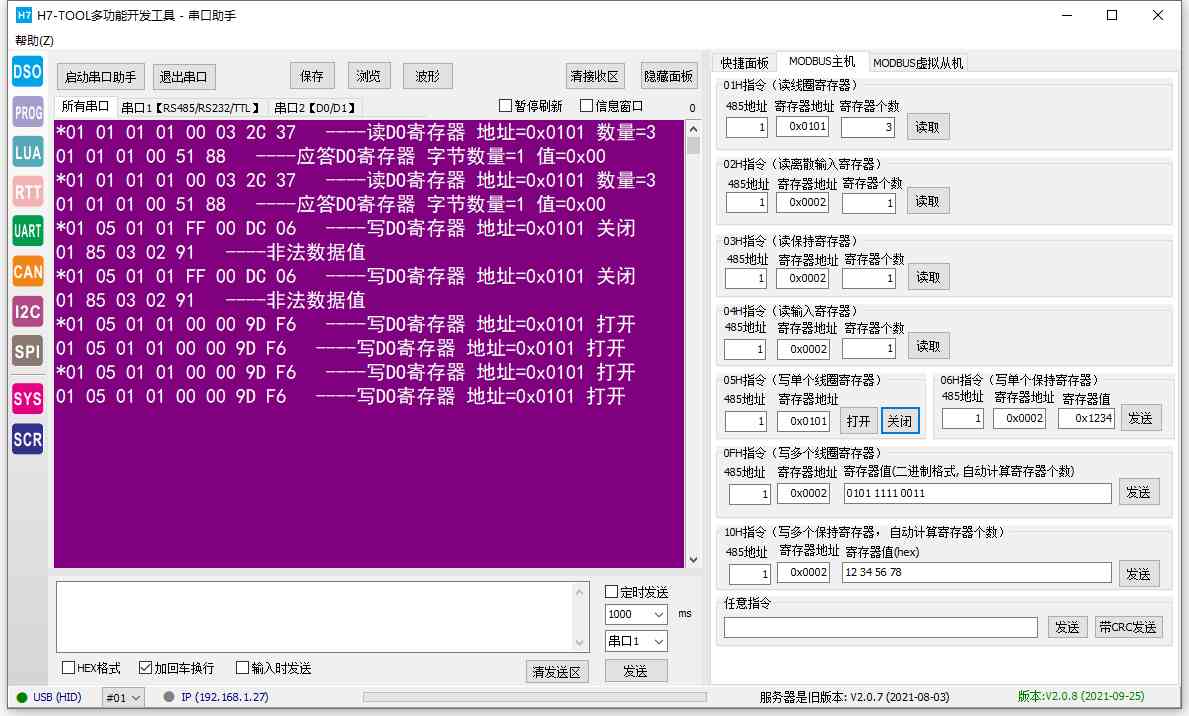 H7 H7-TOOL多功能开发工具 - 串口助手
帮助(Z)
DSO
PROG
LUA
RTT
UART
CAN
I2C
SPI
SYS
SCR
启动串口助手 退出串口 保存 浏览 波形 清接收区 隐藏面板
所有串口 串口1【RS485/RS232/TTL】 串口2【D0/D1】 暂停刷新 信息窗口 0
*01 01 01 01 00 03 2C 37 ----读DO寄存器 地址=0x0101 数量=3
01 01 01 00 51 88 ----应答DO寄存器 字节数量=1 值=0x00
*01 01 01 01 00 03 2C 37 ----读DO寄存器 地址=0x0101 数量=3
01 01 01 00 51 88 ----应答DO寄存器 字节数量=1 值=0x00
*01 05 01 01 FF 00 DC 06 ----写DO寄存器 地址=0x0101 关闭
01 85 03 02 91 ----非法数据值
*01 05 01 01 FF 00 DC 06 ----写DO寄存器 地址=0x0101 关闭
01 85 03 02 91 ----非法数据值
*01 05 01 01 00 00 9D F6 ----写DO寄存器 地址=0x0101 打开
01 05 01 01 00 00 9D F6 ----写DO寄存器 地址=0x0101 打开
*01 05 01 01 00 00 9D F6 ----写DO寄存器 地址=0x0101 打开
01 05 01 01 00 00 9D F6 ----写DO寄存器 地址=0x0101 打开
定时发送
1000 ms
串口1
HEX格式 加回车换行 输入时发送 清发送区 发送
快捷面板 MODBUS主机 MODBUS虚拟从机
01H指令（读线圈寄存器）
485地址 寄存器地址 寄存器个数
1 0x0101 3 读取
02H指令（读离散输入寄存器）
485地址 寄存器地址 寄存器个数
1 0x0002 1 读取
03H指令（读保持寄存器）
485地址 寄存器地址 寄存器个数
1 0x0002 1 读取
04H指令（读输入寄存器）
485地址 寄存器地址 寄存器个数
1 0x0002 1 读取
05H指令（写单个线圈寄存器）
485地址 寄存器地址
1 0x0101 打开 关闭
06H指令（写单个保持寄存器）
485地址 寄存器地址 寄存器值
1 0x0002 0x1234 发送
0FH指令（写多个线圈寄存器）
485地址 寄存器地址 寄存器值(二进制格式, 自动计算寄存器个数)
1 0x0002 0101 1111 0011 发送
10H指令（写多个保持寄存器， 自动计算寄存器个数）
485地址 寄存器地址 寄存器值(hex)
1 0x0002 12 34 56 78 发送
任意指令
发送 带CRC发送
USB (HID) #01 IP (192.168.1.27) 服务器是旧版本: V2.0.7 (2021-08-03) 版本:V2.0.8 (2021-09-25)